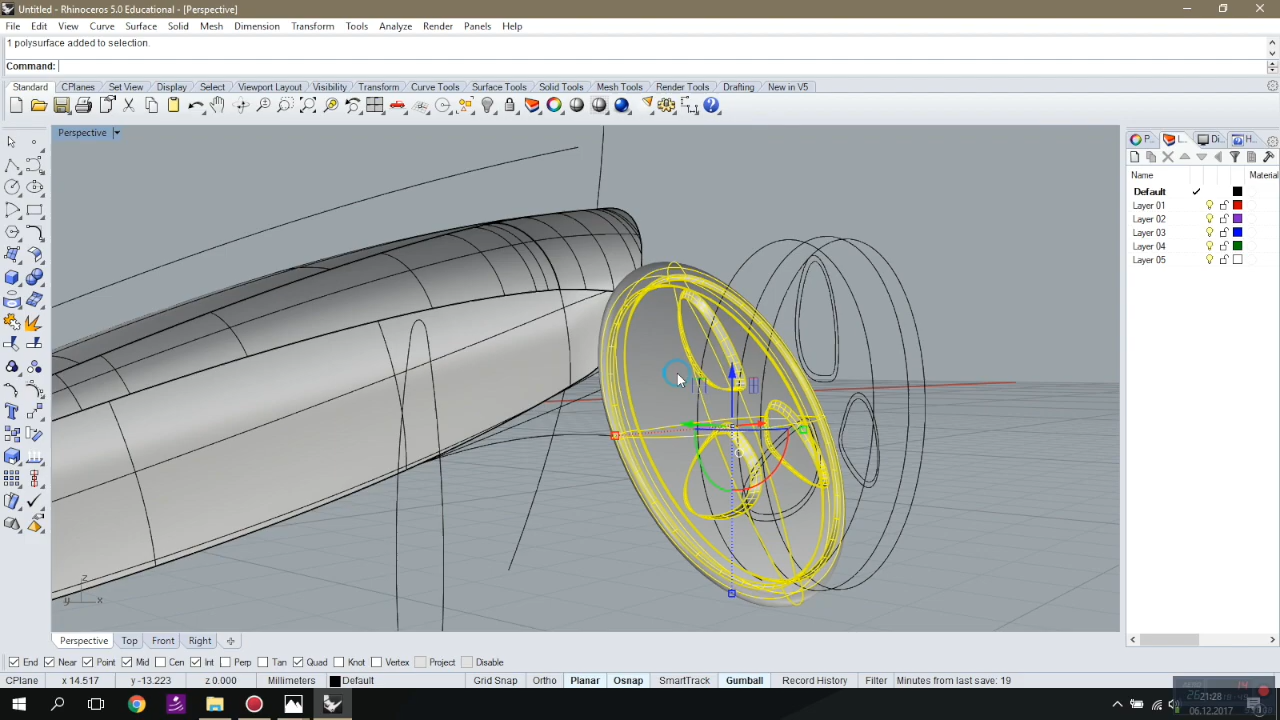 Untitled - Rhinoceros 5.0 Educational - [Perspective]
File Edit View Curve Surface Solid Mesh Dimension Transform Tools Analyze Render Panels Help
1 polysurface added to selection.
Command:
Standard CPlanes Set View Display Select Viewport Layout Visibility Transform Curve Tools Surface Tools Solid Tools Mesh Tools Render Tools Drafting New in V5
Perspective
P... L... Di... H...
Name Material
Default
Layer 01
Layer 02
Layer 03
Layer 04
Layer 05
z
y x
Perspective Top Front Right
End Near Point Mid Cen Int Perp Tan Quad Knot Vertex Project Disable
CPlane x 14.517 y -13.223 z 0.000 Millimeters Default Grid Snap Ortho Planar Osnap SmartTrack Gumball Record History Filter Minutes from last save: 19
21:28
06.12.2017